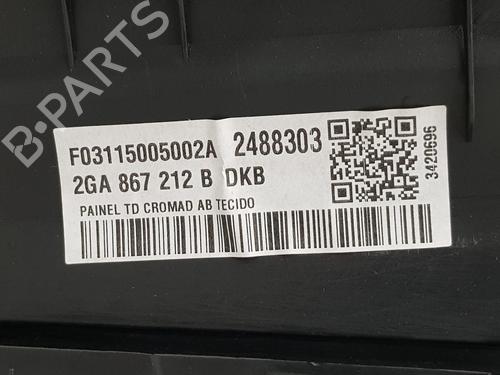 B-PARTS
F03115005002A 2488303
2GA 867 212 B DKB
PAINEL TD CROMAD AB TECIDO
3420696